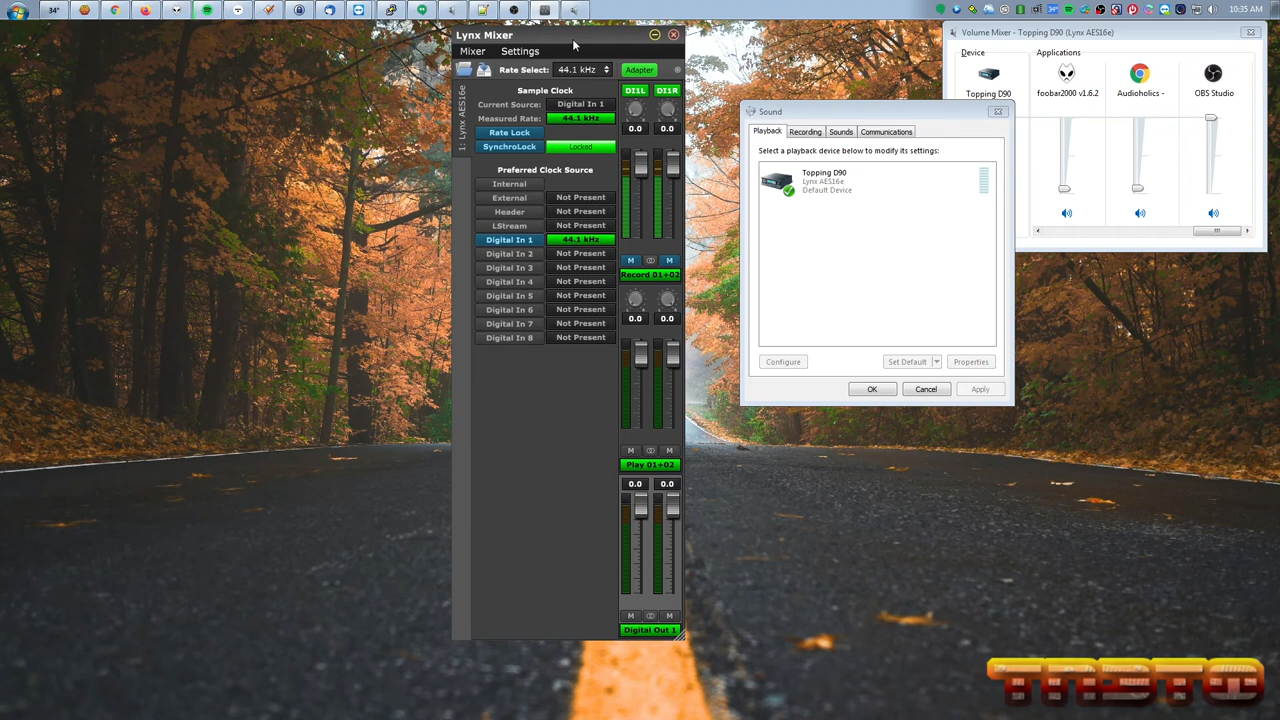 34°
10:35 AM
Lynx Mixer
Mixer
Settings
Rate Select:
44.1 kHz
Adapter
1: Lynx AES16e
Sample Clock
Current Source:
Digital In 1
Measured Rate:
44.1 kHz
Rate Lock
SynchroLock
Locked
Preferred Clock Source
Internal
External
Not Present
Header
Not Present
LStream
Not Present
Digital In 1
44.1 kHz
Digital In 2
Not Present
Digital In 3
Not Present
Digital In 4
Not Present
Digital In 5
Not Present
Digital In 6
Not Present
Digital In 7
Not Present
Digital In 8
Not Present
DI1L
DI1R
0.0
0.0
M
M
Record 01+02
0.0
0.0
M
M
Play 01+02
0.0
0.0
M
M
Digital Out 1
Volume Mixer - Topping D90 (Lynx AES16e)
Device
Applications
Topping D90
foobar2000 v1.6.2
Audioholics -
OBS Studio
Sound
Playback
Recording
Sounds
Communications
Select a playback device below to modify its settings:
Topping D90
Lynx AES16e
Default Device
Configure
Set Default
Properties
OK
Cancel
Apply